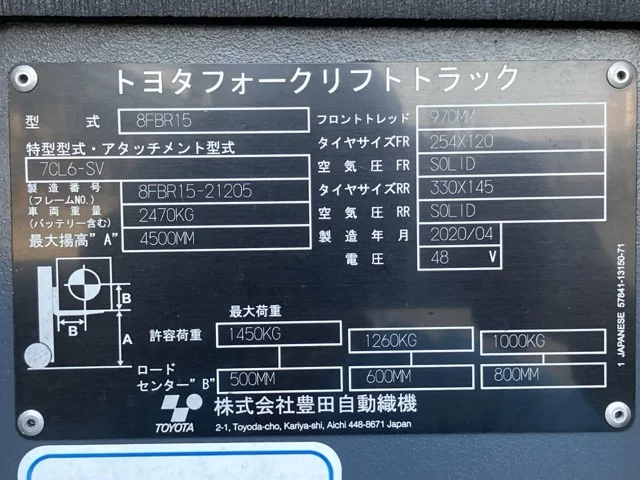 トヨタフォークリフトトラック
型式 8FBR15
特型型式・アタッチメント型式
7CL6-SV
製造番号 (フレームNO.) 8FBR15-21205
車両重量 (バッテリー含む) 2470KG
最大揚高"A" 4500MM
フロントトレッド 970MM
タイヤサイズFR 254X120
空気圧FR SOLID
タイヤサイズRR 330X145
空気圧RR SOLID
製造年月 2020/04
電圧 48 V
B
B
A
最大荷重
許容荷重 1450KG 1260KG 1000KG
ロードセンター"B" 500MM 600MM 800MM
TOYOTA
株式会社豊田自動織機
2-1, Toyoda-cho, Kariya-shi, Aichi 448-8671 Japan
1 JAPANESE 57841-13150-71